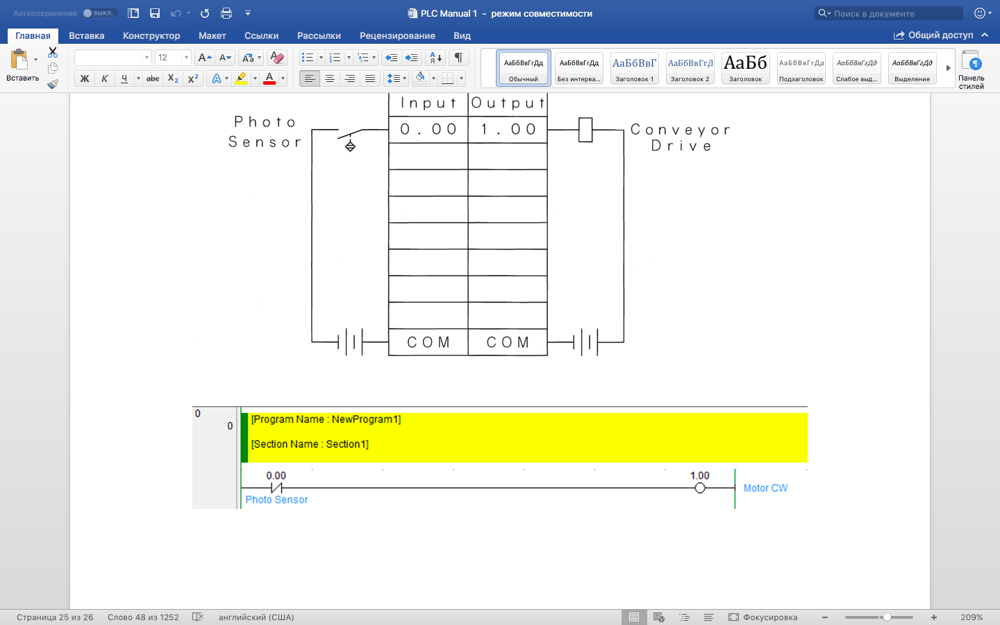 Автосохранение ВЫКЛ.
PLC Manual 1 - режим совместимости
Поиск в документе
Главная Вставка Конструктор Макет Ссылки Рассылки Рецензирование Вид
Общий доступ
Вставить
12
А А Аа А
Ж К Ч abc X₂ X² А А
А Я
АаБбВвГгДд АаБбВвГгДд АаБбВвГ АаБбВвГгД АаБб АаБбВвГгДд АаБбВвГгДд АаБбВвГгДд
Обычный Без интерва... Заголовок 1 Заголовок 2 Заголовок Подзаголовок Слабое выд... Выделение
Панель
стилей
Input Output
Photo
Sensor
0.00 1.00
Conveyor
Drive
COM COM
0
0
[Program Name : NewProgram1]
[Section Name : Section1]
0.00 1.00
Motor CW
Photo Sensor
Страница 25 из 26 Слово 48 из 1252 английский (США) Фокусировка 209%